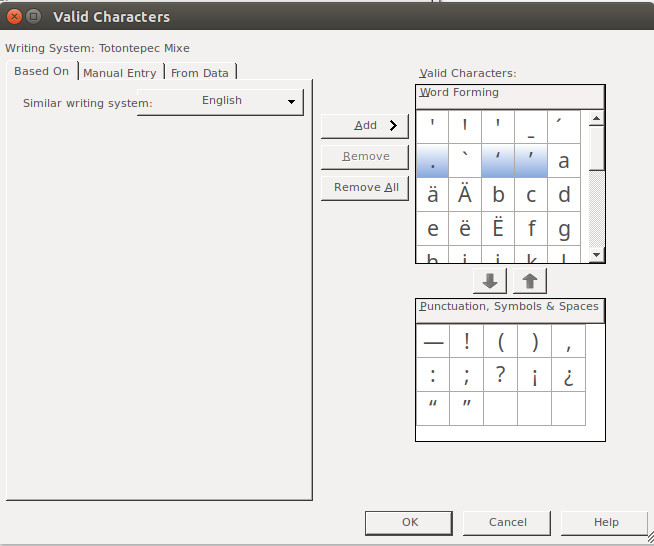 Valid Characters
Writing System: Totontepec Mixe
Based On Manual Entry From Data
Similar writing system: English
Add
Remove
Remove All
Valid Characters:
Word Forming
' ! ' _ ´
. ` ‘ ’ a
ä Ä b c d
e ë Ë f g
h i j k l
Punctuation, Symbols & Spaces
— ! ( ) ,
: ; ? ¡ ¿
“ ”
OK Cancel Help